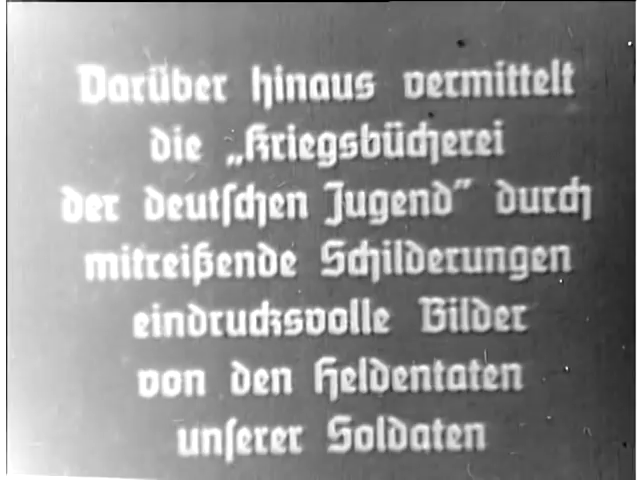 Darüber hinaus vermittelt
die „Kriegsbücherei
der deutſchen Jugend" durch
mitreißende Schilderungen
eindrucksvolle Bilder
von den Heldentaten
unſerer Soldaten